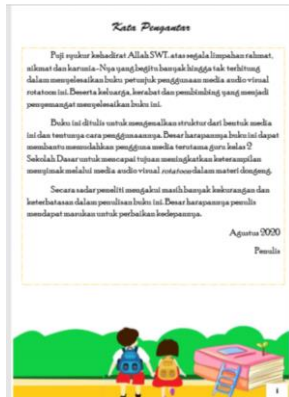 Kata Pengantar
Puji syukur kehadirat Allah SWT. atas segala limpahan rahmat,
nikmat dan karunia-Nya yang begitu banyak hingga tak terhitung
dalam menyelesaikan buku petunjuk penggunaan media audio visual
rotatoon ini. Beserta keluarga, kerabat dan pembimbing yang menjadi
penyemangat menyelesaikan buku ini.
Buku ini ditulis untuk mengenalkan struktur dari bentuk media
ini dan tentunya cara penggunaannya. Besar harapannya buku ini dapat
membantu memudahkan pengguna media terutama guru kelas 2
Sekolah Dasar untuk mencapai tujuan meningkatkan keterampilan
menyimak melalui media audio visual rotatoon dalam materi dongeng.
Secara sadar peneliti mengakui masih banyak kekurangan dan
keterbatasan dalam penulisan buku ini. Besar harapannya penulis
mendapat masukan untuk perbaikan kedepannya.
Agustus 2020
Penulis
i